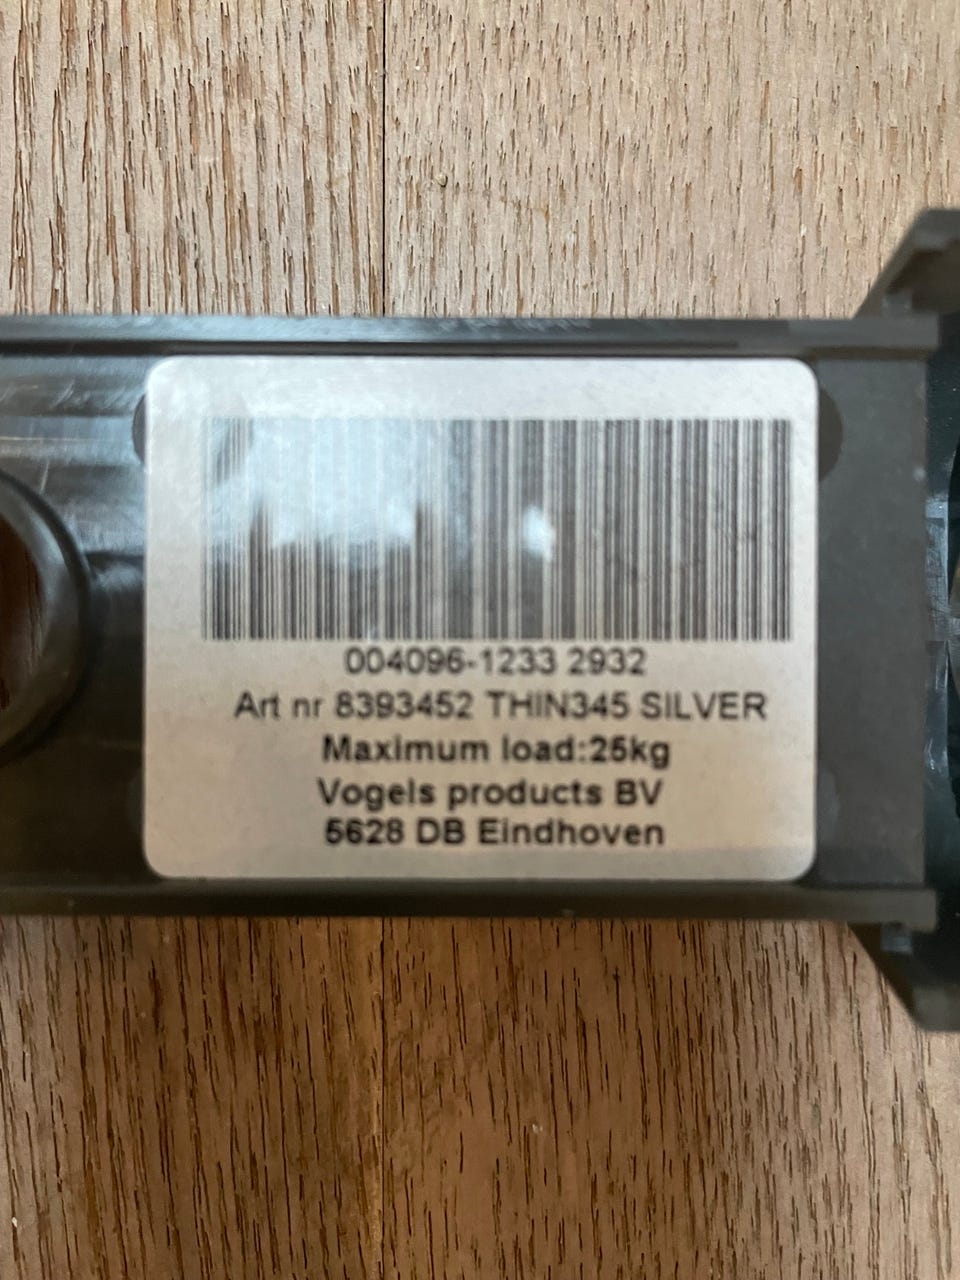 004096-1233 2932
Art nr 8393452 THIN345 SILVER
Maximum load:25kg
Vogels products BV
5628 DB Eindhoven